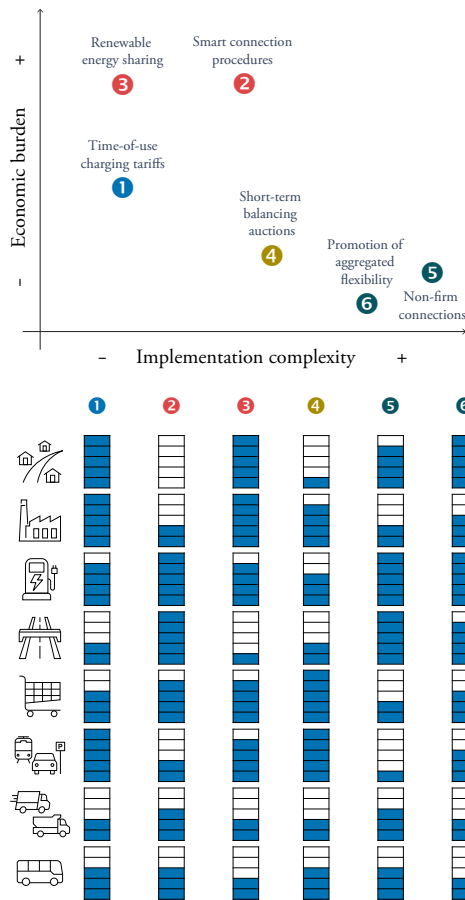 Renewable
energy sharing
3
Smart connection
procedures
2
Time-of-use
charging tariffs
1
Short-term
balancing
auctions
4
Promotion of
aggregated
flexibility
6
5
Non-firm
connections
+
Economic burden
-
- Implementation complexity +
1 2 3 4 5 6
P